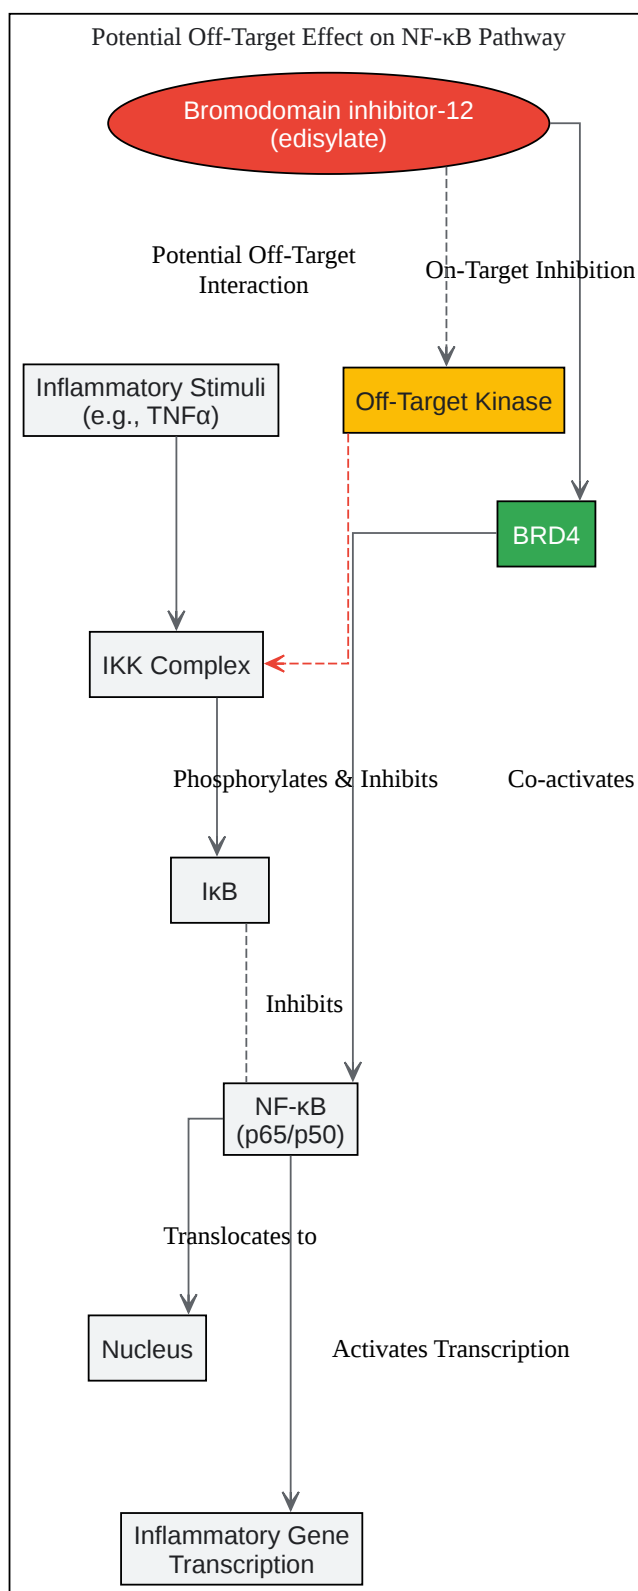 Potential Off-Target Effect on NF-κB Pathway
Bromodomain inhibitor-12
(edisylate)
Potential Off-Target
Interaction
On-Target Inhibition
Inflammatory Stimuli
(e.g., TNFα)
Off-Target Kinase
BRD4
IKK Complex
Phosphorylates & Inhibits
Co-activates
IκB
Inhibits
NF-κB
(p65/p50)
Translocates to
Nucleus
Activates Transcription
Inflammatory Gene
Transcription